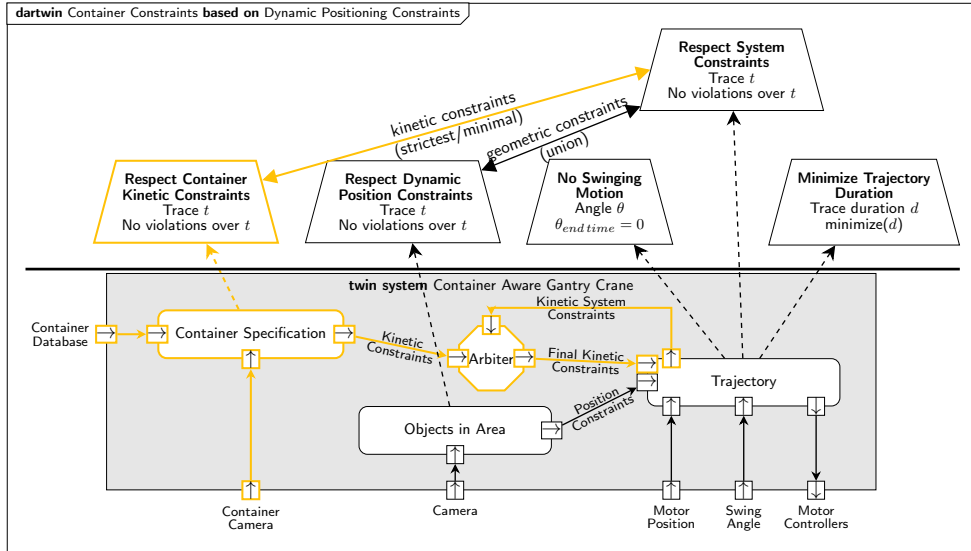 dartwin Container Constraints based on Dynamic Positioning Constraints
Respect System
Constraints
Trace t
No violations over t
kinetic constraints
(strictest/minimal)
geometric constraints
(union)
Respect Container
Kinetic Constraints
Trace t
No violations over t
Respect Dynamic
Position Constraints
Trace t
No violations over t
No Swinging
Motion
Angle θ
θ_{end time} = 0
Minimize Trajectory
Duration
Trace duration d
minimize(d)
twin system Container Aware Gantry Crane
Container
Database
Container Specification
Kinetic
Constraints
Kinetic System
Constraints
Arbiter
Final Kinetic
Constraints
Trajectory
Objects in Area
Position
Constraints
Container
Camera
Camera
Motor
Position
Swing
Angle
Motor
Controllers